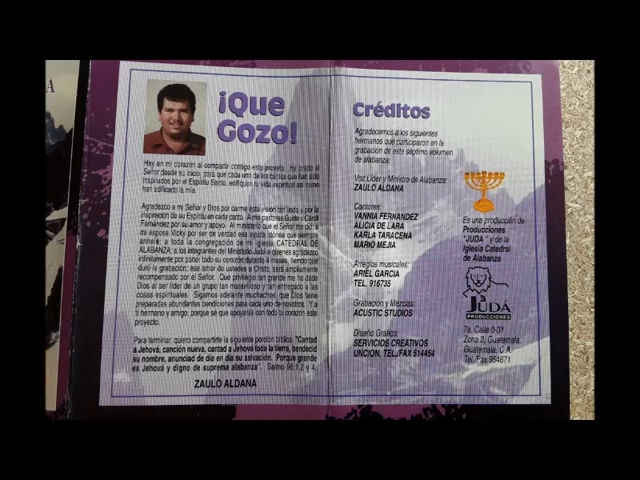 A
¡Que
Gozo!
Hay en mi corazón al compartir contigo este proyeto. He orado al
Señor desde su inicio, para que cada uno de los cantos que han sido
inspirados por el Espíritu Santo, edifiquen tu vida espiritual así como
han edificado la mía.
Agradezco a mi Señor y Dios por darme esta visión tan linda y por la
inspiración de su Espíritu en cada canto. A mis pastores Guido y Caroll
Fernández por su amor y apoyo. Al ministerio que el Señor me dió; a
mi esposa Vicky por ser de verdad esa ayuda idónea que siempre
anhelé; a toda la congregación de mi iglesia CATEDRAL DE
ALABANZA; a los integrantes del Ministerio Judá a quienes agradezco
infinitamente por poner todo su corazón durante 4 meses, tiempo que
duró la grabación; ese amor de ustedes a Cristo, será ampliamente
recompensado por el Señor. Que privilegio tan grande me ha dado
Dios al ser líder de un grupo tan maravilloso y tan entregado a las
cosas espirituales. Sigamos adelante muchachos, que Dios tiene
preparadas abundantes bendiciones para cada uno de nosotros. Y a
tí hermano y amigo, porque sé que apoyarás con todo tu corazón este
proyecto.
Para terminar, quiero compartirte la siguiente porción bíblica: "Cantad
a Jehová, canción nueva, cantad a Jehová toda la tierra, bendecid
su nombre, anunciad de día en día su salvación. Porque grande
es Jehová y digno de suprema alabanza". Salmo 96:1,2 y 4.
ZAULO ALDANA
Créditos
Agradecemos a los siguientes
hermanos que participaron en la
grabación de este séptimo volumen
de alabanza:
Voz Líder y Ministro de Alabanza:
ZAULO ALDANA
Cantores:
VANNIA FERNANDEZ
ALICIA DE LARA
KARLA TARACENA
MARIO MEJIA
Arreglos musicales:
ARIEL GARCIA
TEL. 916735
Grabación y Mezclas:
ACUSTIC STUDIOS
Diseño Gráfico:
SERVICIOS CREATIVOS
UNCION, TEL./FAX 514454
Es una producción de
Producciones
"JUDA" y de la
Iglesia Catedral
de Alabanza
JUDÁ
PRODUCCIONES
7a. Calle 0-31
Zona 3, Guatemala,
Guatemala, C.A.
Tel./Fax 954671